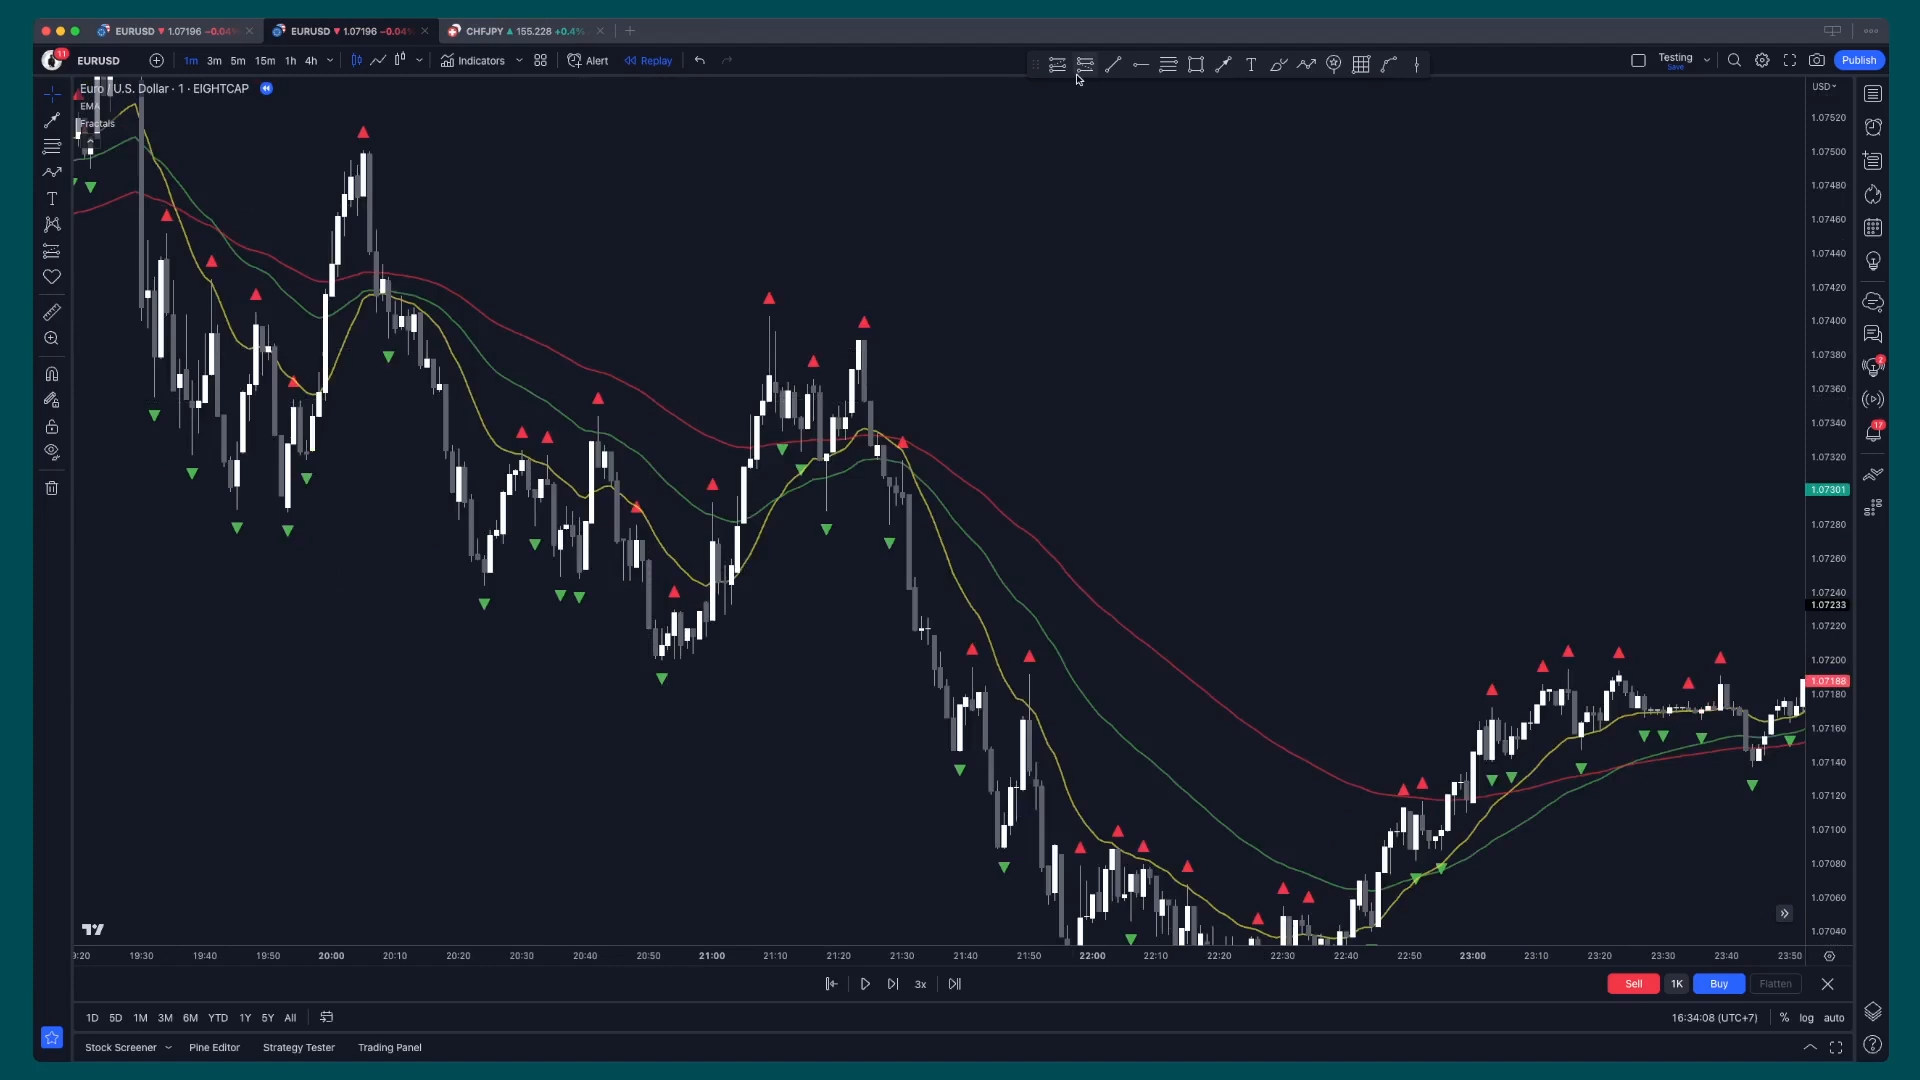 EURUSD ▼ 1.07196 −0.04%
EURUSD ▼ 1.07196 −0.04%
CHFJPY ▲ 155.228 +0.4%
11
EURUSD
1m 3m 5m 15m 1h 4h
Indicators
Alert
Replay
Testing
Save
Publish
Euro / U.S. Dollar · 1 · EIGHTCAP
EMA
Fractals
USD
1.07520
1.07500
1.07480
1.07460
1.07440
1.07420
1.07400
1.07380
1.07360
1.07340
1.07320
1.07301
1.07280
1.07260
1.07240
1.07233
1.07220
1.07200
1.07188
1.07180
1.07160
1.07140
1.07120
1.07100
1.07080
1.07060
1.07040
2
17
19:20 19:30 19:40 19:50 20:00 20:10 20:20 20:30 20:40 20:50 21:00 21:10 21:20 21:30 21:40 21:50 22:00 22:10 22:20 22:30 22:40 22:50 23:00 23:10 23:20 23:30 23:40 23:50
3x
Sell 1K Buy Flatten
1D 5D 1M 3M 6M YTD 1Y 5Y All
16:34:08 (UTC+7) % log auto
Stock Screener Pine Editor Strategy Tester Trading Panel